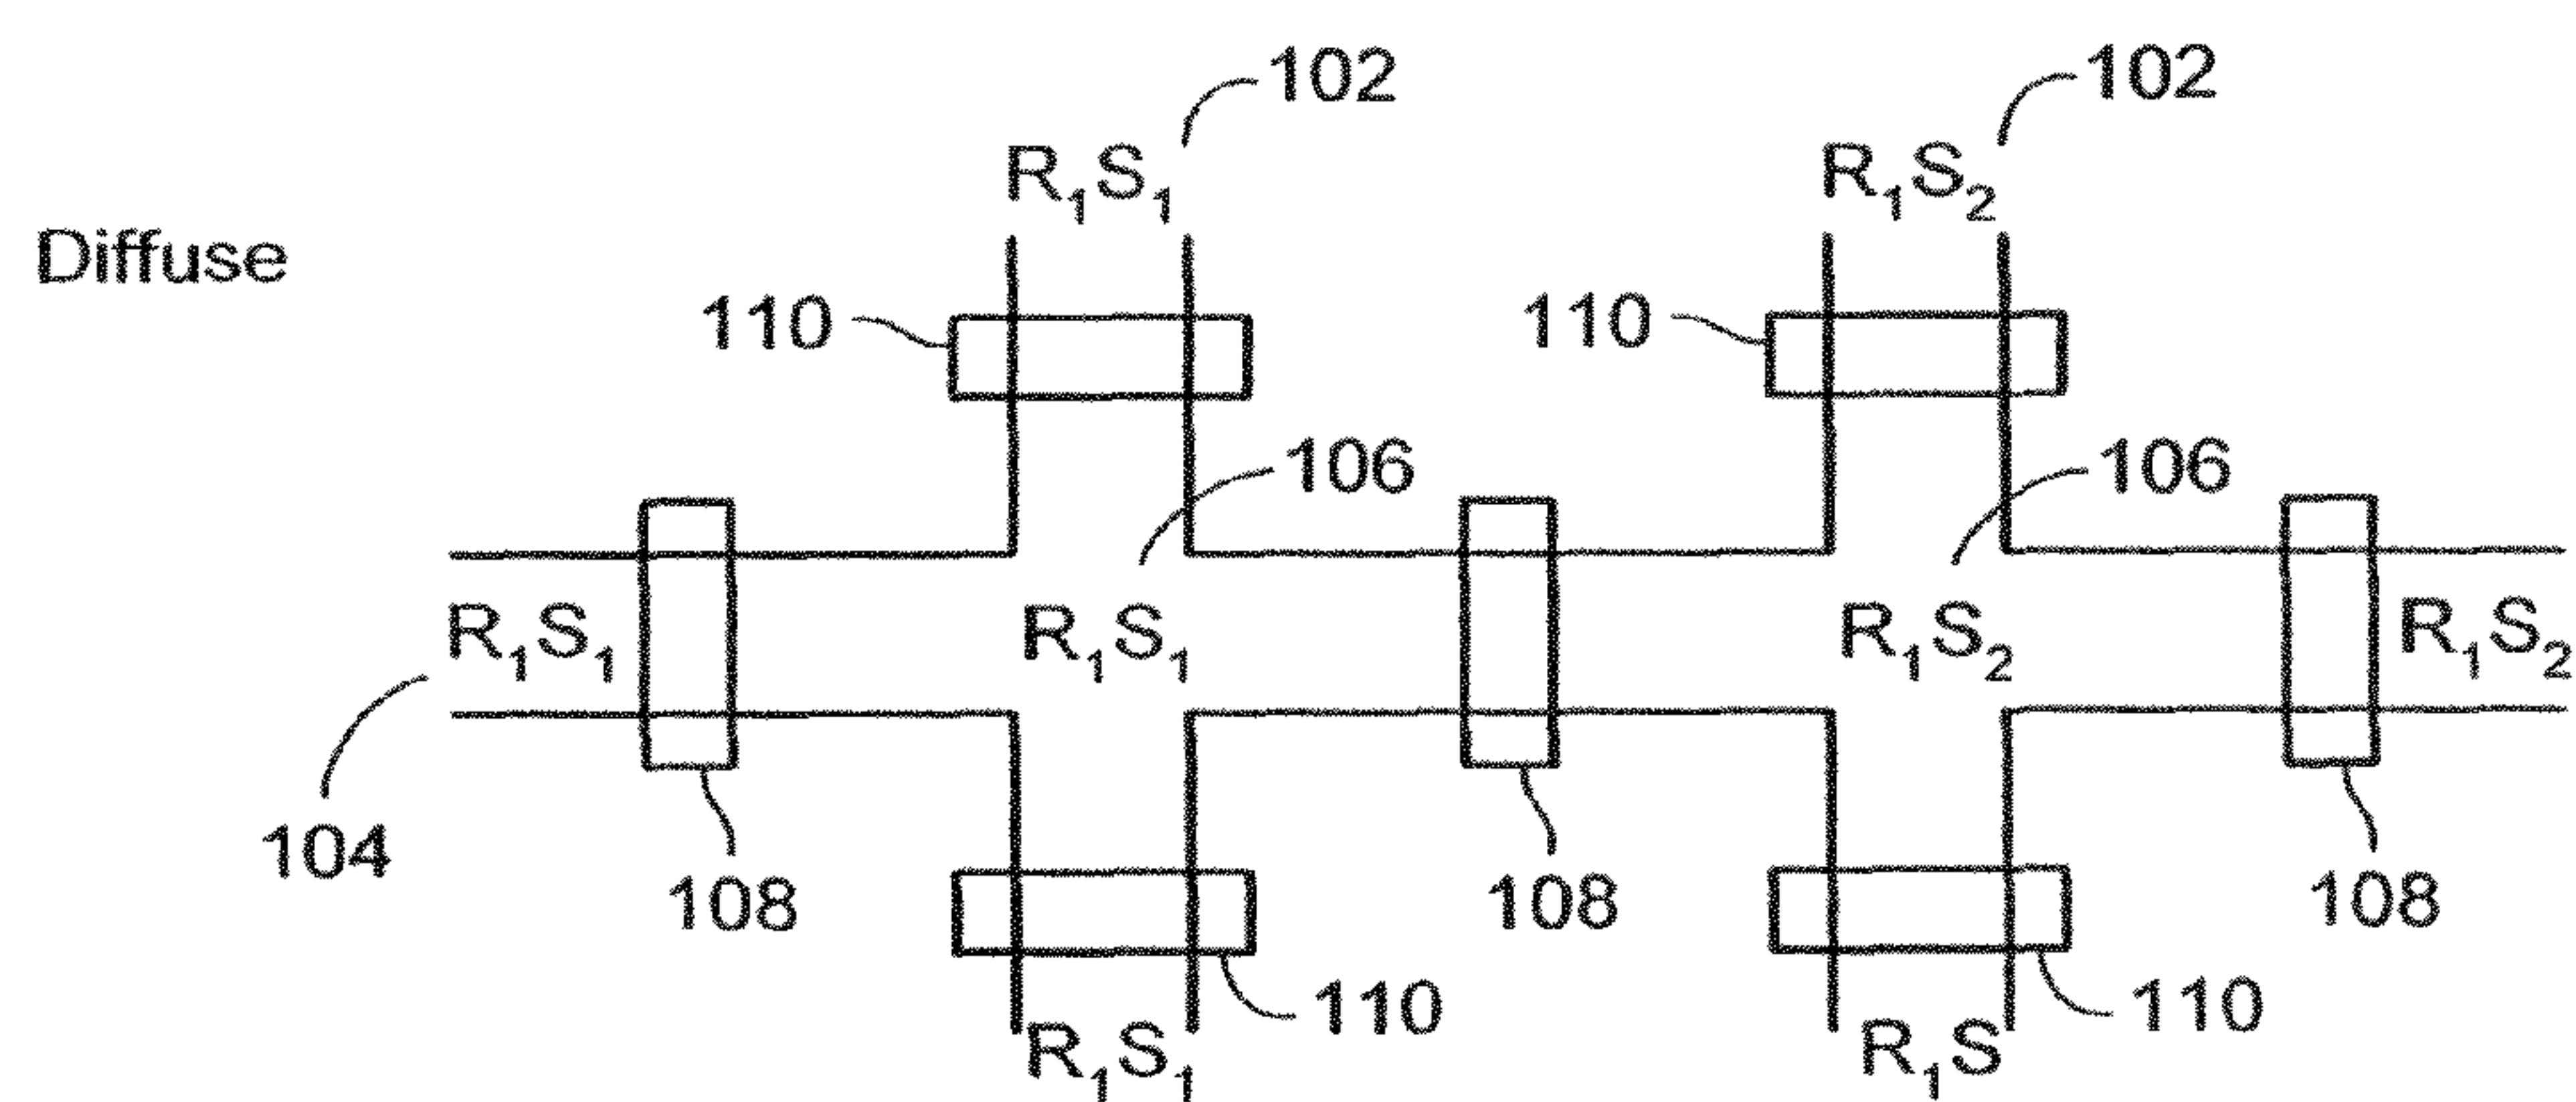 102 102
R₁S₁ R₁S₂
Diffuse
110 110
106 106
R₁S₁ R₁S₁ R₁S₂ R₁S₂
104 108 108 108
110 110
R₁S₁ R₁S